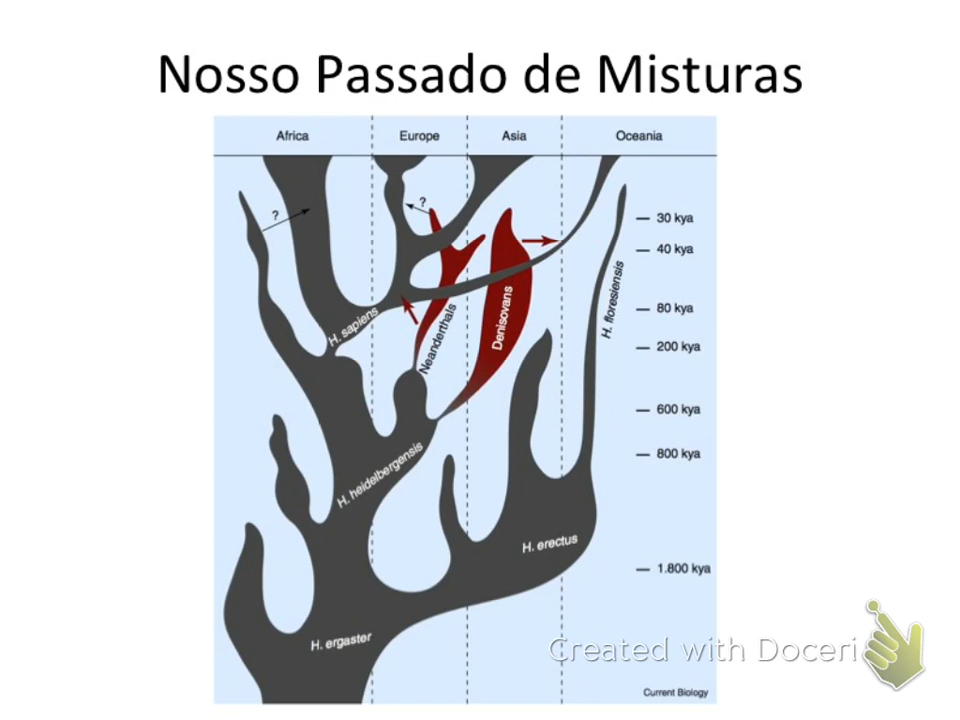 Nosso Passado de Misturas
Africa
Europe
Asia
Oceania
?
?
30 kya
40 kya
80 kya
200 kya
600 kya
800 kya
1.800 kya
H. sapiens
Neanderthals
Denisovans
H. floresiensis
H. heidelbergensis
H. erectus
H. ergaster
Created with Doceri
Current Biology